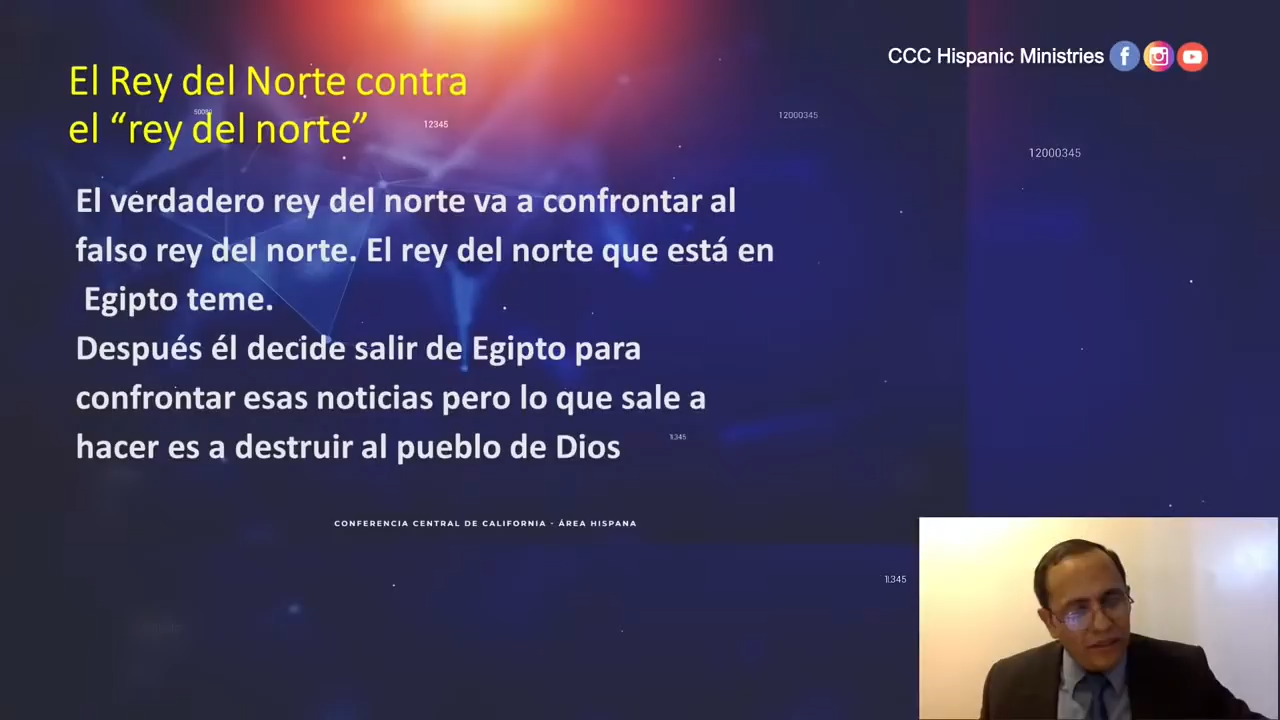 CCC Hispanic Ministries
El Rey del Norte contra
el “rey del norte”
12345
12000345
12000345
El verdadero rey del norte va a confrontar al
falso rey del norte. El rey del norte que está en
Egipto teme.
Después él decide salir de Egipto para
confrontar esas noticias pero lo que sale a
hacer es a destruir al pueblo de Dios
CONFERENCIA CENTRAL DE CALIFORNIA - ÁREA HISPANA